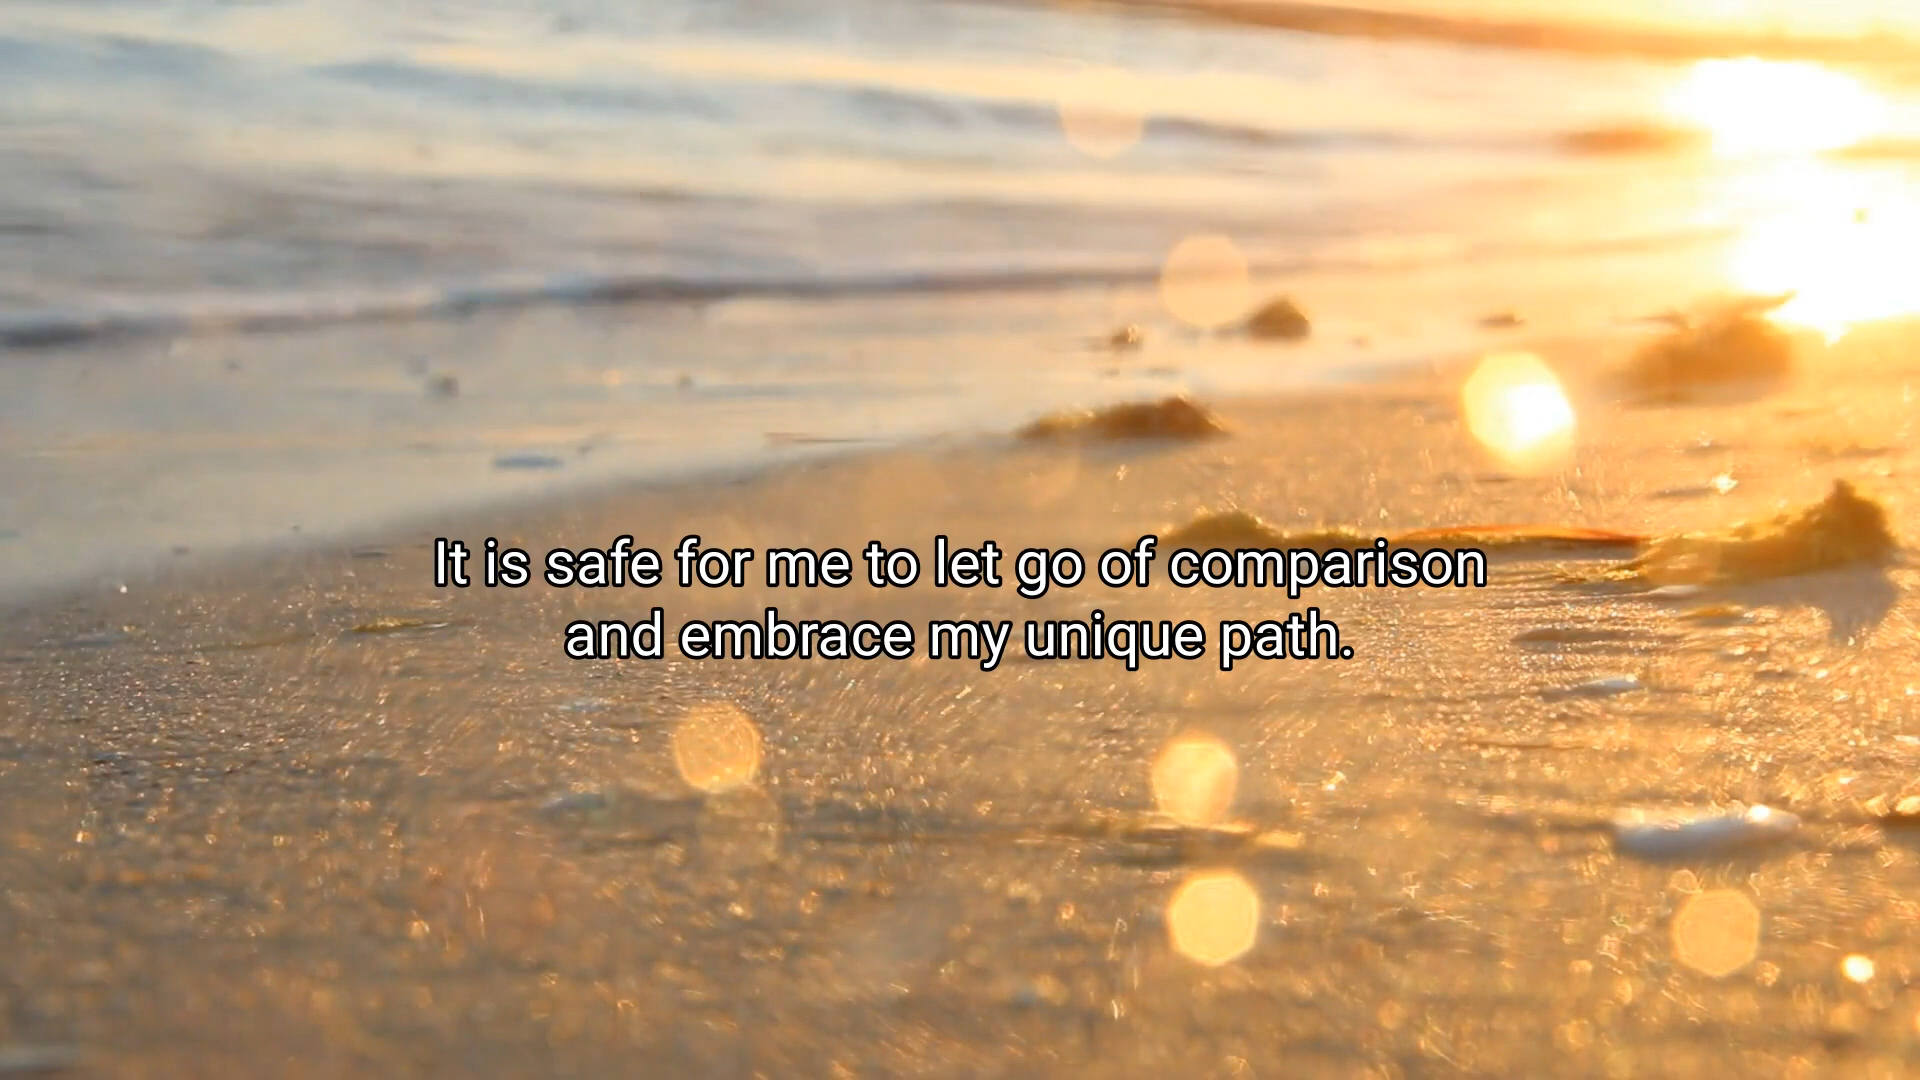 It is safe for me to let go of comparison
and embrace my unique path.